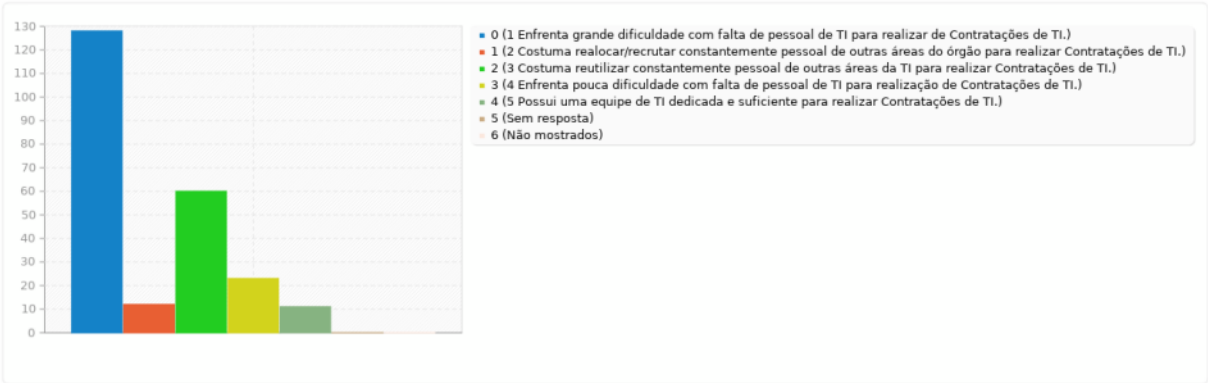 130
120
110
100
90
80
70
60
50
40
30
20
10
0
0 (1 Enfrenta grande dificuldade com falta de pessoal de TI para realizar de Contratações de TI.)
1 (2 Costuma realocar/recrutar constantemente pessoal de outras áreas do órgão para realizar Contratações de TI.)
2 (3 Costuma reutilizar constantemente pessoal de outras áreas da TI para realizar Contratações de TI.)
3 (4 Enfrenta pouca dificuldade com falta de pessoal de TI para realização de Contratações de TI.)
4 (5 Possui uma equipe de TI dedicada e suficiente para realizar Contratações de TI.)
5 (Sem resposta)
6 (Não mostrados)